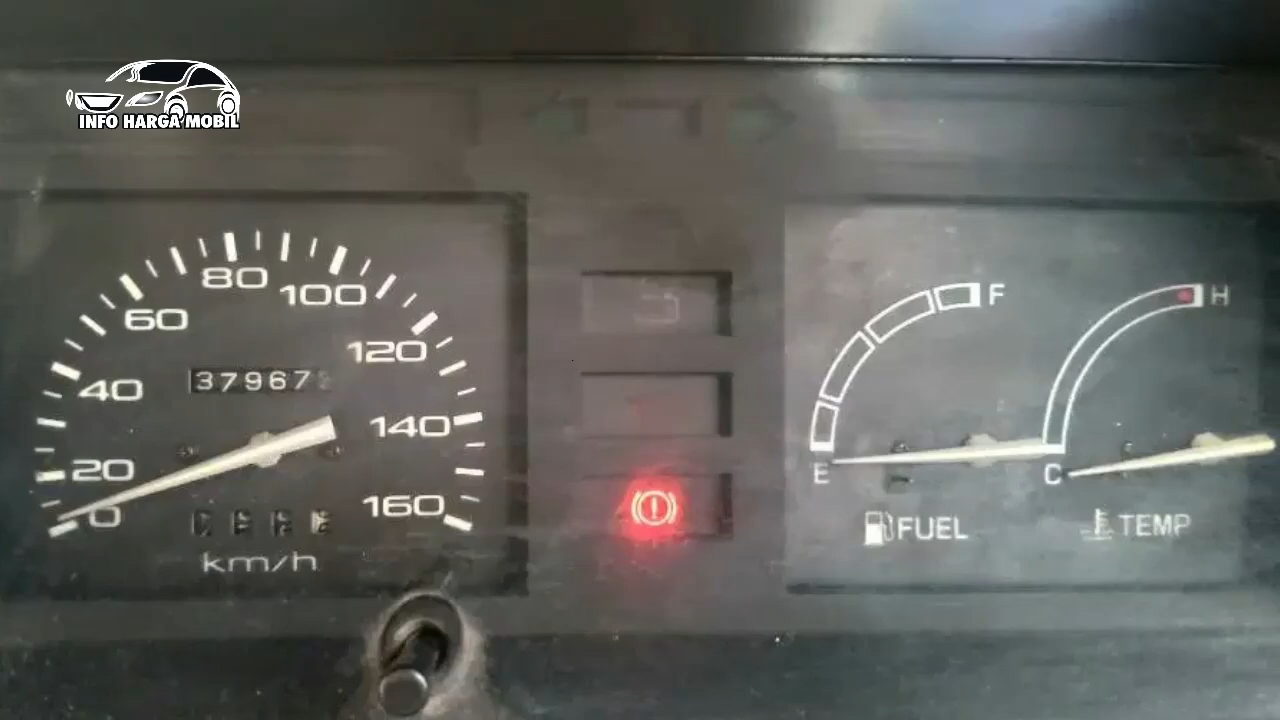 INFO HARGA MOBIL
80
100
60
120
40
37967
140
20
160
0
km/h
F
H
E
C
FUEL
TEMP